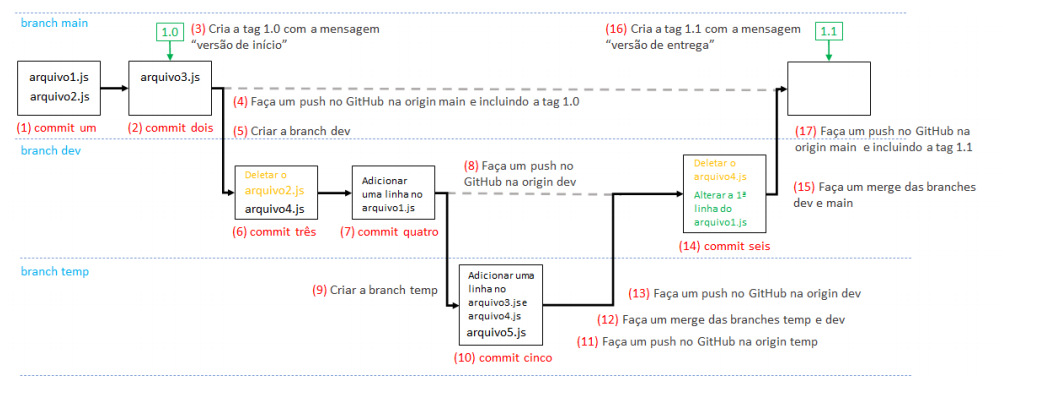 branch main
1.0
(3) Cria a tag 1.0 com a mensagem
“versão de início”
(16) Cria a tag 1.1 com a mensagem
“versão de entrega”
1.1
arquivo1.js
arquivo2.js
arquivo3.js
(1) commit um
(2) commit dois
(4) Faça um push no GitHub na origin main e incluindo a tag 1.0
(5) Criar a branch dev
(17) Faça um push no GitHub na
origin main e incluindo a tag 1.1
branch dev
Deletar o
arqulvo2.js
arquivo4.js
(6) commit três
Adicionar
uma linha no
arquivo1.js
(7) commit quatro
(8) Faça um push no
GitHub na origin dev
Deletar o
arquivo4.js
Alterar a 1ª
linha do
arquivo1.js
(14) commit seis
(15) Faça um merge das branches
dev e main
branch temp
(9) Criar a branch temp
Adicionar uma
linha no
arquivo3.jse
arquivo4.js
arquivo5.js
(10) commit cinco
(13) Faça um push no GitHub na origin dev
(12) Faça um merge das branches temp e dev
(11) Faça um push no GitHub na origin temp